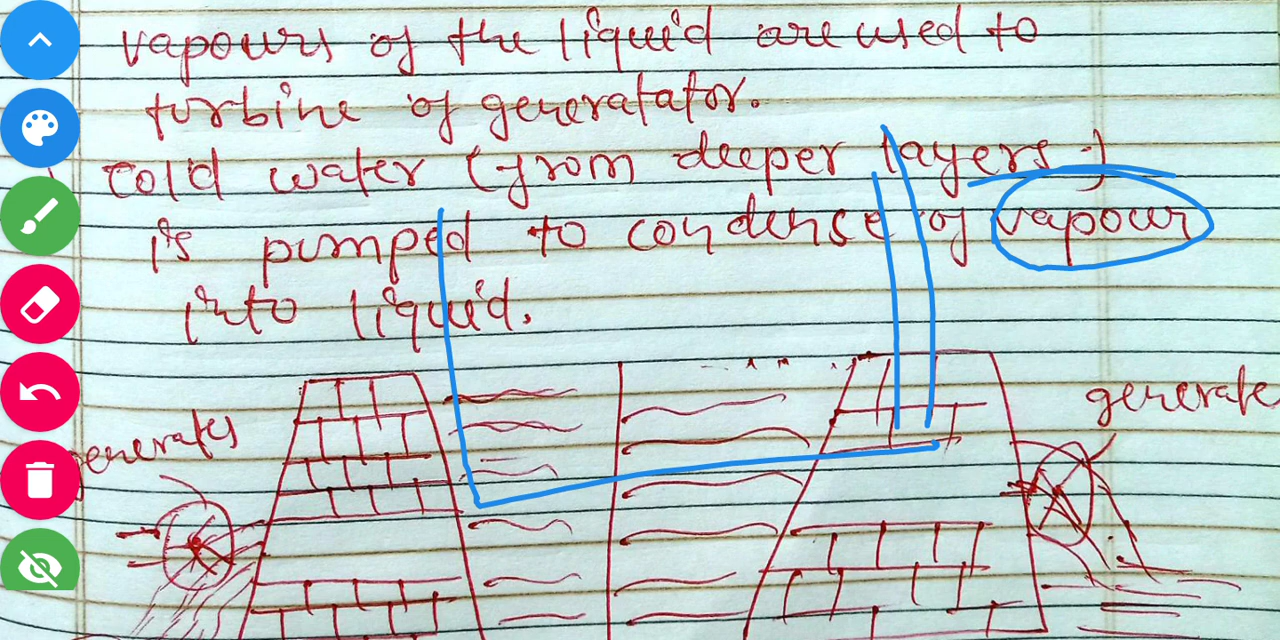 vapours of the liquid are used to
turbine of generatator.
Cold water (from deeper layers.)
is pumped to condense of vapour
into liquid.
enerates
generate